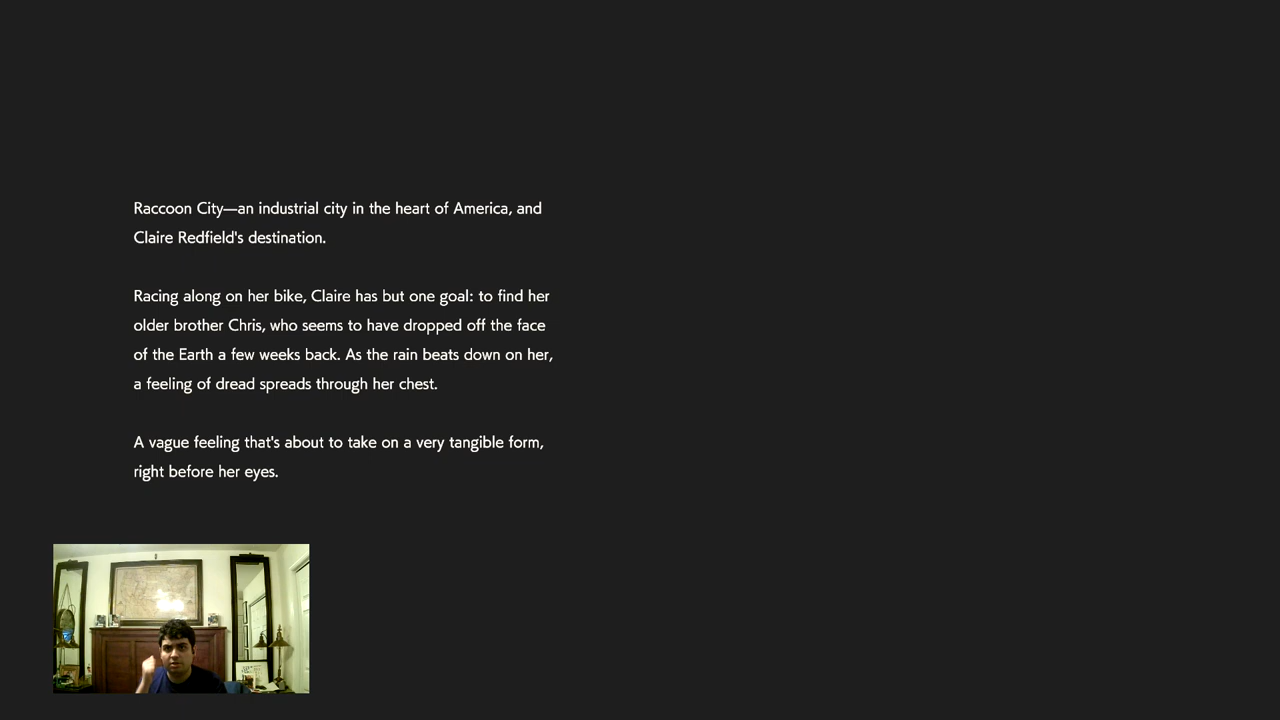 Raccoon City—an industrial city in the heart of America, and
Claire Redfield's destination.
Racing along on her bike, Claire has but one goal: to find her
older brother Chris, who seems to have dropped off the face
of the Earth a few weeks back. As the rain beats down on her,
a feeling of dread spreads through her chest.
A vague feeling that's about to take on a very tangible form,
right before her eyes.